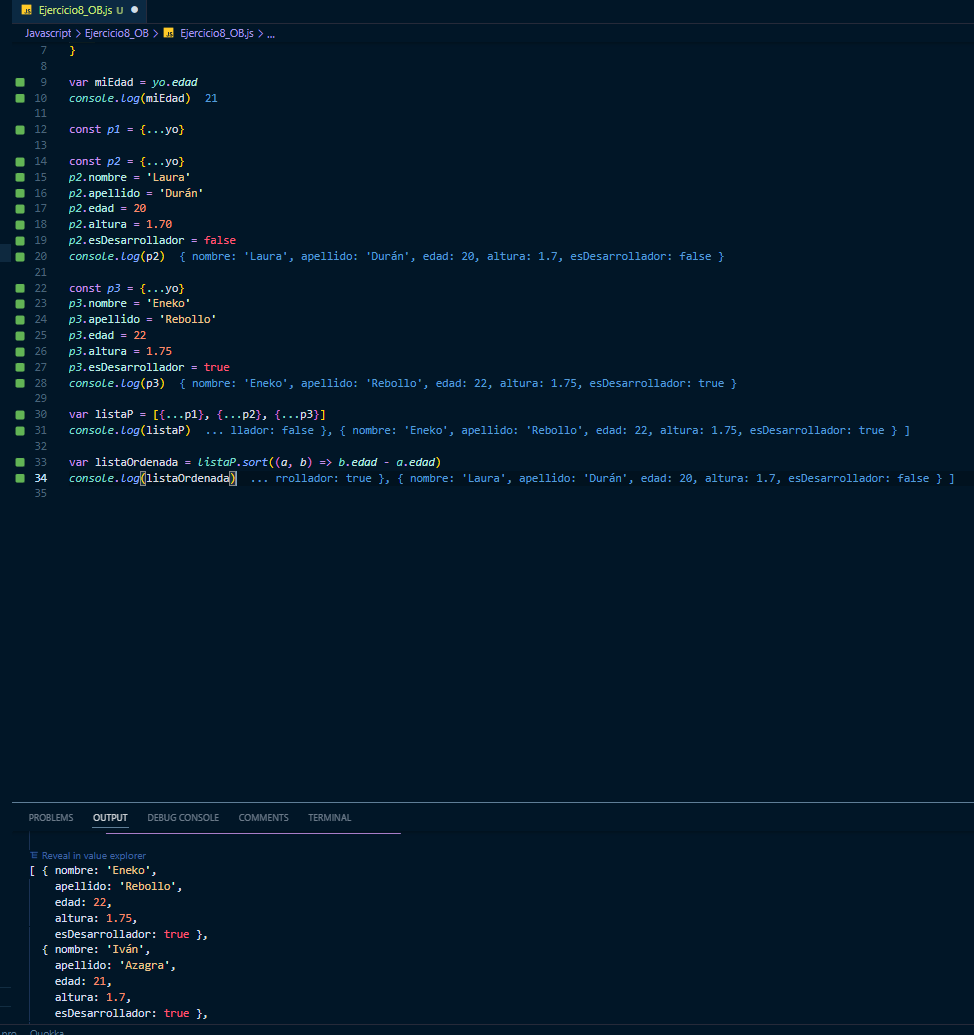 JS Ejercicio8_OB.js U ●
Javascript > Ejercicio8_OB > JS Ejercicio8_OB.js > ...
7 }
8
9 var miEdad = yo.edad
10 console.log(miEdad) 21
11
12 const p1 = {...yo}
13
14 const p2 = {...yo}
15 p2.nombre = 'Laura'
16 p2.apellido = 'Durán'
17 p2.edad = 20
18 p2.altura = 1.70
19 p2.esDesarrollador = false
20 console.log(p2) { nombre: 'Laura', apellido: 'Durán', edad: 20, altura: 1.7, esDesarrollador: false }
21
22 const p3 = {...yo}
23 p3.nombre = 'Eneko'
24 p3.apellido = 'Rebollo'
25 p3.edad = 22
26 p3.altura = 1.75
27 p3.esDesarrollador = true
28 console.log(p3) { nombre: 'Eneko', apellido: 'Rebollo', edad: 22, altura: 1.75, esDesarrollador: true }
29
30 var listaP = [{...p1}, {...p2}, {...p3}]
31 console.log(listaP) ... llador: false }, { nombre: 'Eneko', apellido: 'Rebollo', edad: 22, altura: 1.75, esDesarrollador: true } ]
32
33 var listaOrdenada = listaP.sort((a, b) => b.edad - a.edad)
34 console.log(listaOrdenada) ... rrollador: true }, { nombre: 'Laura', apellido: 'Durán', edad: 20, altura: 1.7, esDesarrollador: false } ]
35
PROBLEMS OUTPUT DEBUG CONSOLE COMMENTS TERMINAL
Reveal in value explorer
[ { nombre: 'Eneko',
apellido: 'Rebollo',
edad: 22,
altura: 1.75,
esDesarrollador: true },
{ nombre: 'Iván',
apellido: 'Azagra',
edad: 21,
altura: 1.7,
esDesarrollador: true },
Quokka